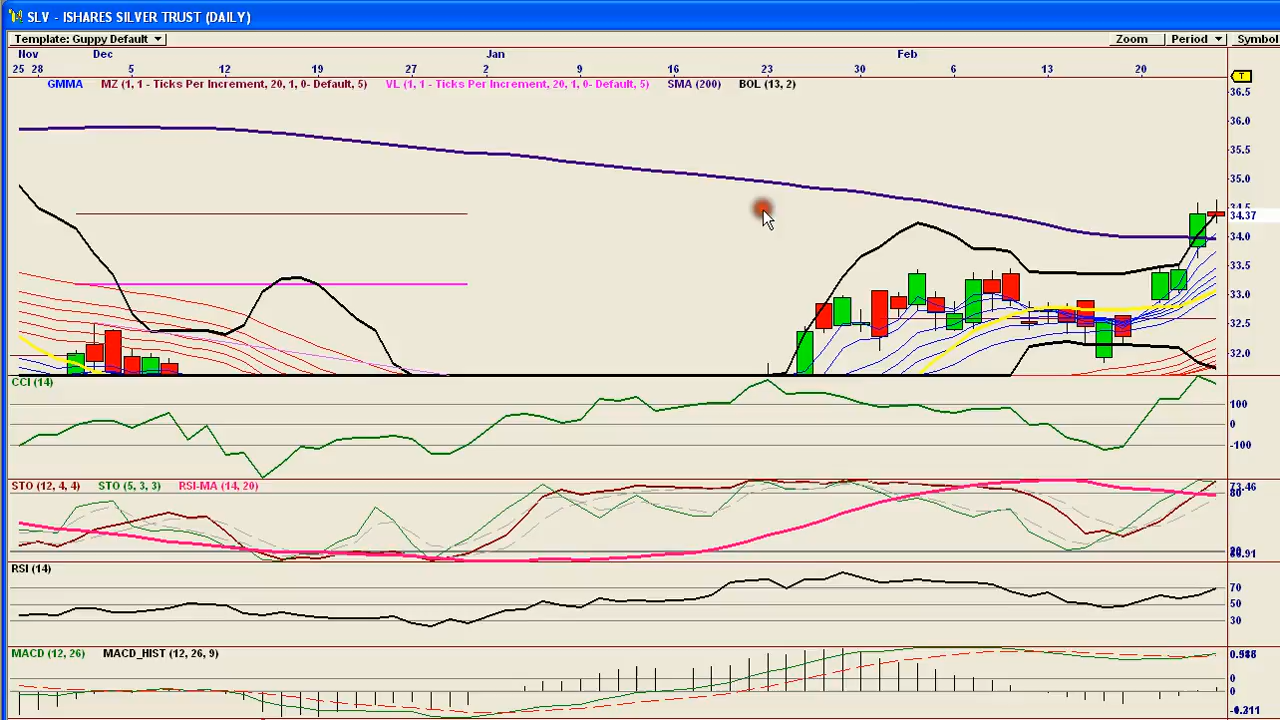 SLV - ISHARES SILVER TRUST (DAILY)
Template: Guppy Default Zoom Period Symbol
Nov Dec Jan Feb
25 28 5 12 19 27 2 9 16 23 30 6 13 20
GMMA MZ (1, 1 - Ticks Per Increment, 20, 1, 0- Default, 5) VL (1, 1 - Ticks Per Increment, 20, 1, 0- Default, 5) SMA (200) BOL (13, 2)
T
36.5
36.0
35.5
35.0
34.5
34.37
34.0
33.5
33.0
32.5
32.0
CCI (14)
100
0
-100
STO (12, 4, 4) STO (5, 3, 3) RSI-MA (14, 20)
73.46
80
20
RSI (14)
70
50
30
MACD (12, 26) MACD_HIST (12, 26, 9)
0
0